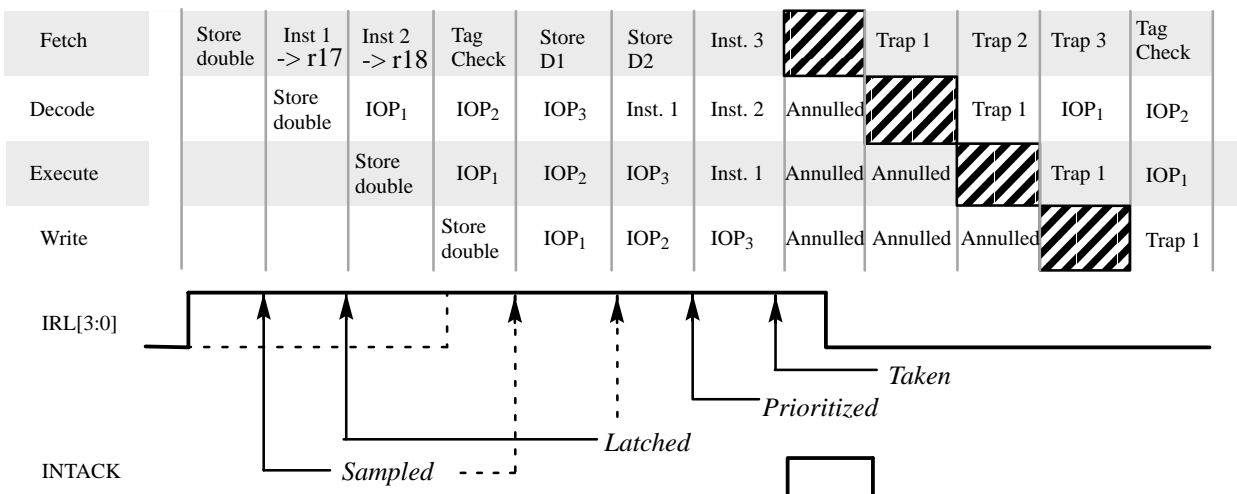 Fetch Store double Inst 1 -> r17 Inst 2 -> r18 Tag Check Store D1 Store D2 Inst. 3 Trap 1 Trap 2 Trap 3 Tag Check
Decode Store double IOP1 IOP2 IOP3 Inst. 1 Inst. 2 Annulled Trap 1 IOP1 IOP2
Execute Store double IOP1 IOP2 IOP3 Inst. 1 Annulled Annulled Trap 1 IOP1
Write Store double IOP1 IOP2 IOP3 Annulled Annulled Annulled Trap 1
IRL[3:0]
Taken
Prioritized
Latched
INTACK Sampled